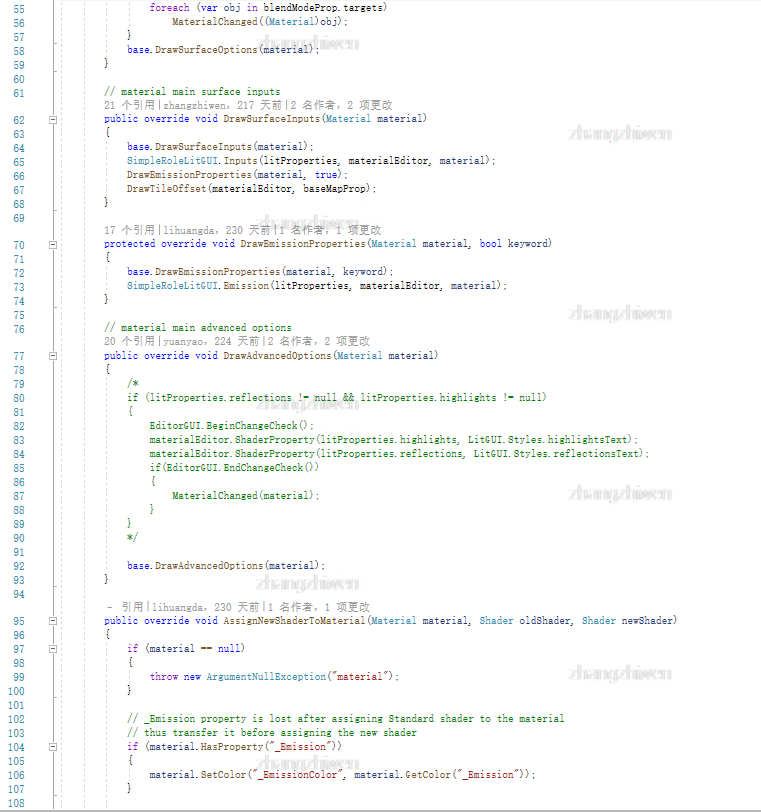 55 foreach (var obj in blendModeProp.targets)
56 MaterialChanged((Material)obj);
57 }
58 base.DrawSurfaceOptions(material);
59 }
60
61 // material main surface inputs
21 个引用|zhangzhiwen，217 天前|2 名作者，2 项更改
62 public override void DrawSurfaceInputs(Material material)
63 {
64 base.DrawSurfaceInputs(material);
65 SimpleRoleLitGUI.Inputs(litProperties, materialEditor, material);
66 DrawEmissionProperties(material, true);
67 DrawTileOffset(materialEditor, baseMapProp);
68 }
69
17 个引用|lihuangda，230 天前|1 名作者，1 项更改
70 protected override void DrawEmissionProperties(Material material, bool keyword)
71 {
72 base.DrawEmissionProperties(material, keyword);
73 SimpleRoleLitGUI.Emission(litProperties, materialEditor, material);
74 }
75
76 // material main advanced options
20 个引用|yuanyao，224 天前|2 名作者，2 项更改
77 public override void DrawAdvancedOptions(Material material)
78 {
79 /*
80 if (litProperties.reflections != null && litProperties.highlights != null)
81 {
82 EditorGUI.BeginChangeCheck();
83 materialEditor.ShaderProperty(litProperties.highlights, LitGUI.Styles.highlightsText);
84 materialEditor.ShaderProperty(litProperties.reflections, LitGUI.Styles.reflectionsText);
85 if(EditorGUI.EndChangeCheck())
86 {
87 MaterialChanged(material);
88 }
89 }
90 */
91
92 base.DrawAdvancedOptions(material);
93 }
94
- 引用|lihuangda，230 天前|1 名作者，1 项更改
95 public override void AssignNewShaderToMaterial(Material material, Shader oldShader, Shader newShader)
96 {
97 if (material == null)
98 {
99 throw new ArgumentNullException("material");
100 }
101
102 // _Emission property is lost after assigning Standard shader to the material
103 // thus transfer it before assigning the new shader
104 if (material.HasProperty("_Emission"))
105 {
106 material.SetColor("_EmissionColor", material.GetColor("_Emission"));
107 }
108
zhangzhiwen
zhangzhiwen
zhangzhiwen
zhangzhiwen
zhangzhiwen
zhangzhiwen
zhangzhiwen
zhangzhiwen
zhangzhiwen